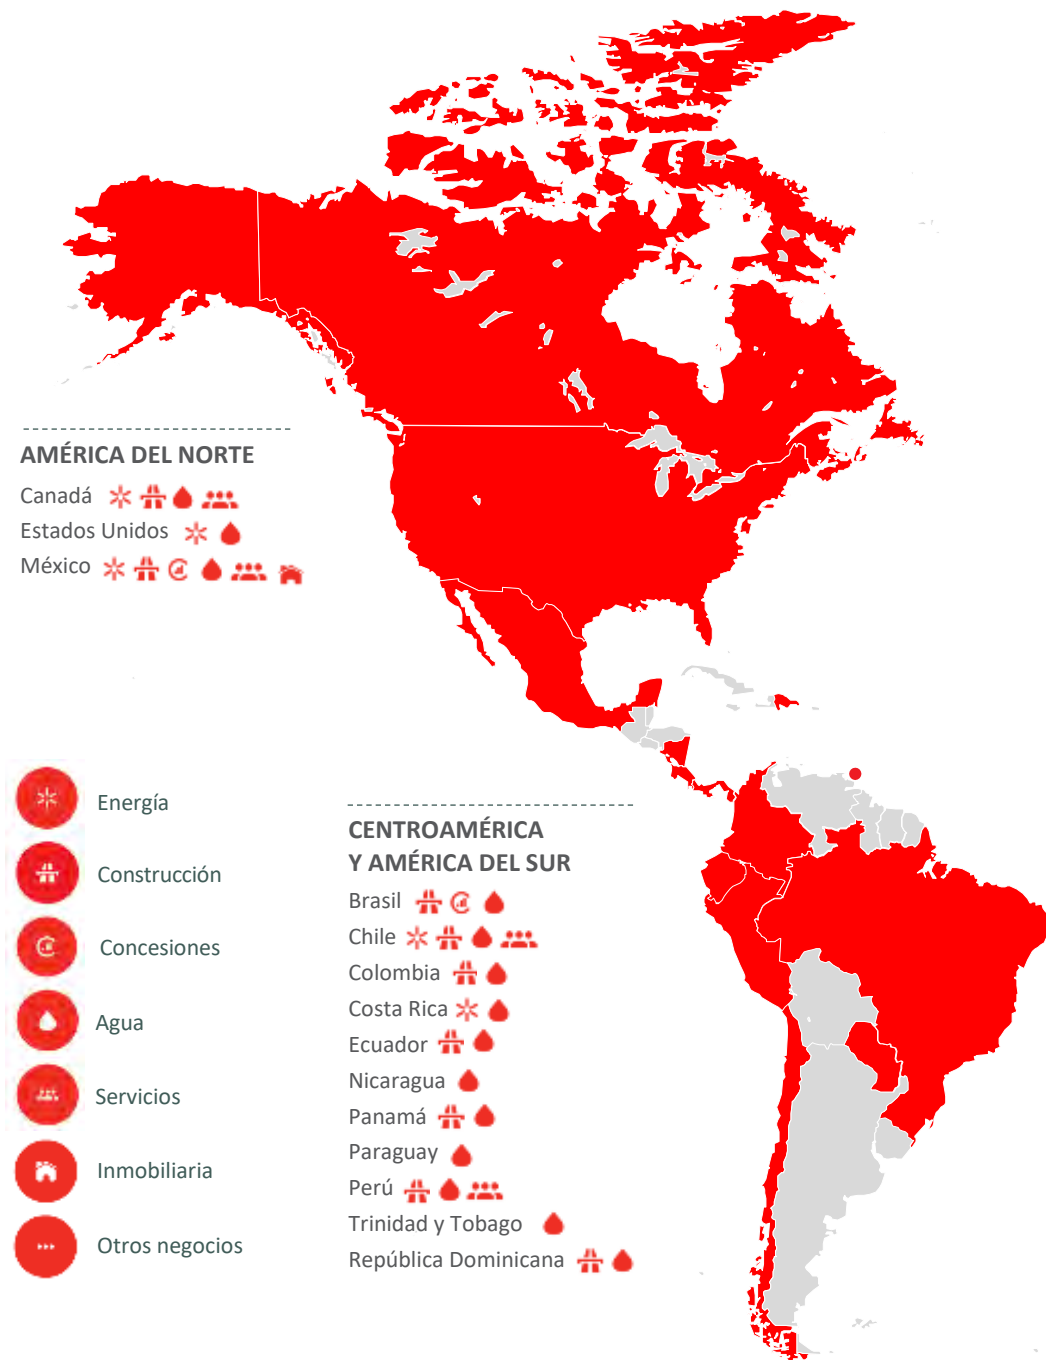 AMÉRICA DEL NORTE
Canadá
Estados Unidos
México
Energía
Construcción
Concesiones
Agua
Servicios
Inmobiliaria
Otros negocios
CENTROAMÉRICA
Y AMÉRICA DEL SUR
Brasil
Chile
Colombia
Costa Rica
Ecuador
Nicaragua
Panamá
Paraguay
Perú
Trinidad y Tobago
República Dominicana